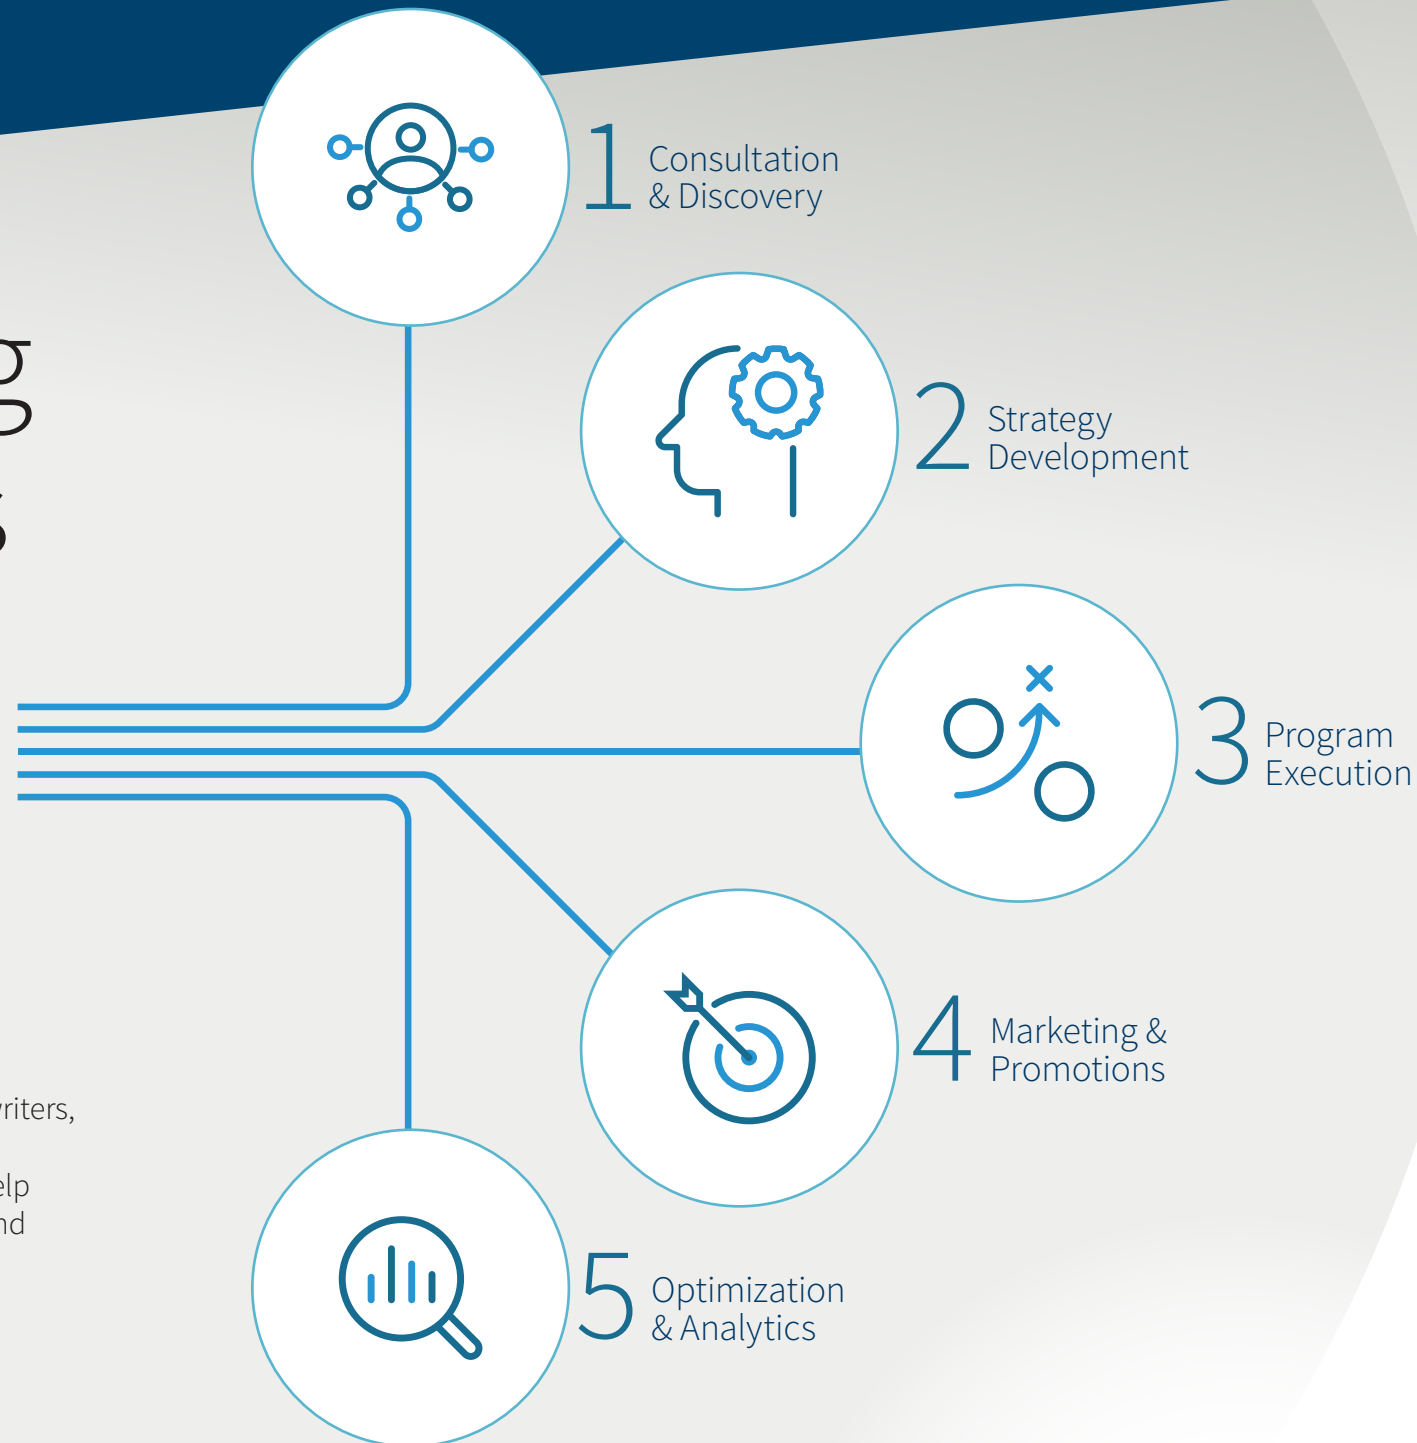 1 Consultation
& Discovery
2 Strategy
Development
3 Program
Execution
4 Marketing &
Promotions
5 Optimization
& Analytics